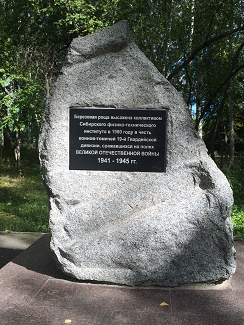 Березовая роща высажена коллективом
Сибирского физико-технического
института в 1980 году в честь
воинов-томичей 19-й Гвардейской
дивизии, сражавшихся на полях
ВЕЛИКОЙ ОТЕЧЕСТВЕННОЙ ВОЙНЫ
1941 - 1945 гг.